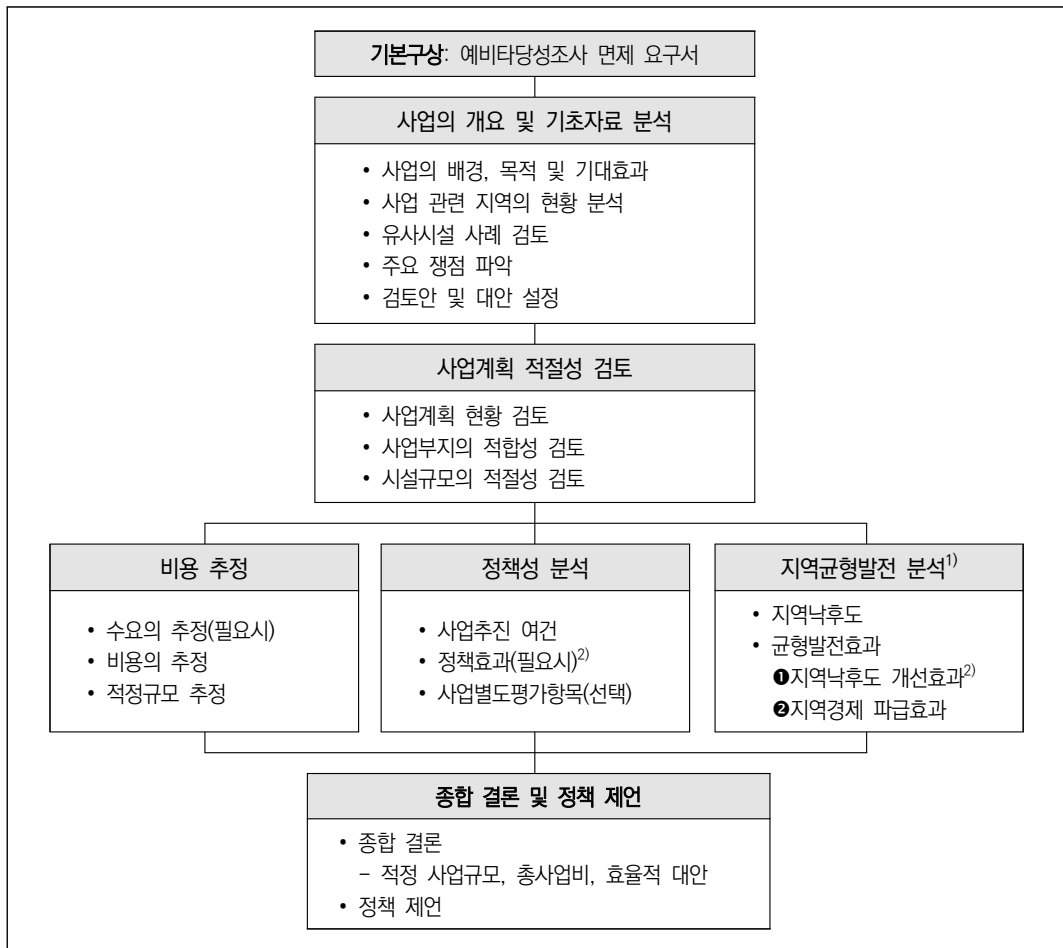 기본구상: 예비타당성조사 면제 요구서
사업의 개요 및 기초자료 분석
• 사업의 배경, 목적 및 기대효과
• 사업 관련 지역의 현황 분석
• 유사시설 사례 검토
• 주요 쟁점 파악
• 검토안 및 대안 설정
사업계획 적절성 검토
• 사업계획 현황 검토
• 사업부지의 적합성 검토
• 시설규모의 적절성 검토
비용 추정
• 수요의 추정(필요시)
• 비용의 추정
• 적정규모 추정
정책성 분석
• 사업추진 여건
• 정책효과(필요시)2)
• 사업별도평가항목(선택)
지역균형발전 분석1)
• 지역낙후도
• 균형발전효과
❶지역낙후도 개선효과2)
❷지역경제 파급효과
종합 결론 및 정책 제언
• 종합 결론
- 적정 사업규모, 총사업비, 효율적 대안
• 정책 제언